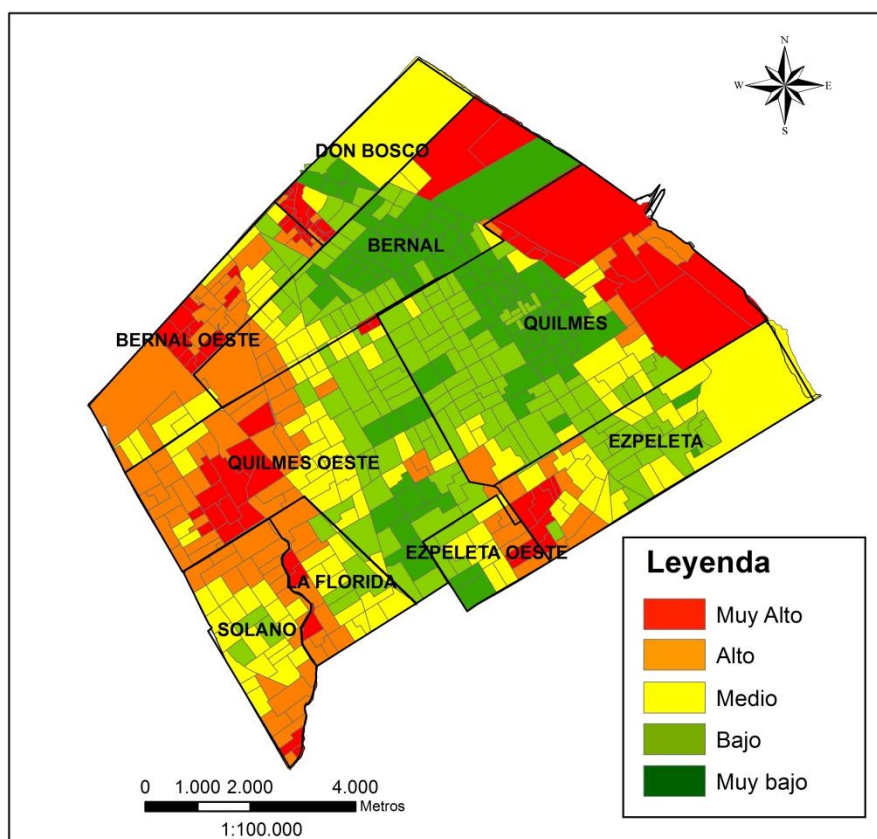 N
W E
S
DON BOSCO
BERNAL
QUILMES
BERNAL OESTE
EZPELETA
QUILMES OESTE
EZPELETA OESTE
LA FLORIDA
SOLANO
Leyenda
Muy Alto
Alto
Medio
Bajo
Muy bajo
0 1.000 2.000 4.000
Metros
1:100.000